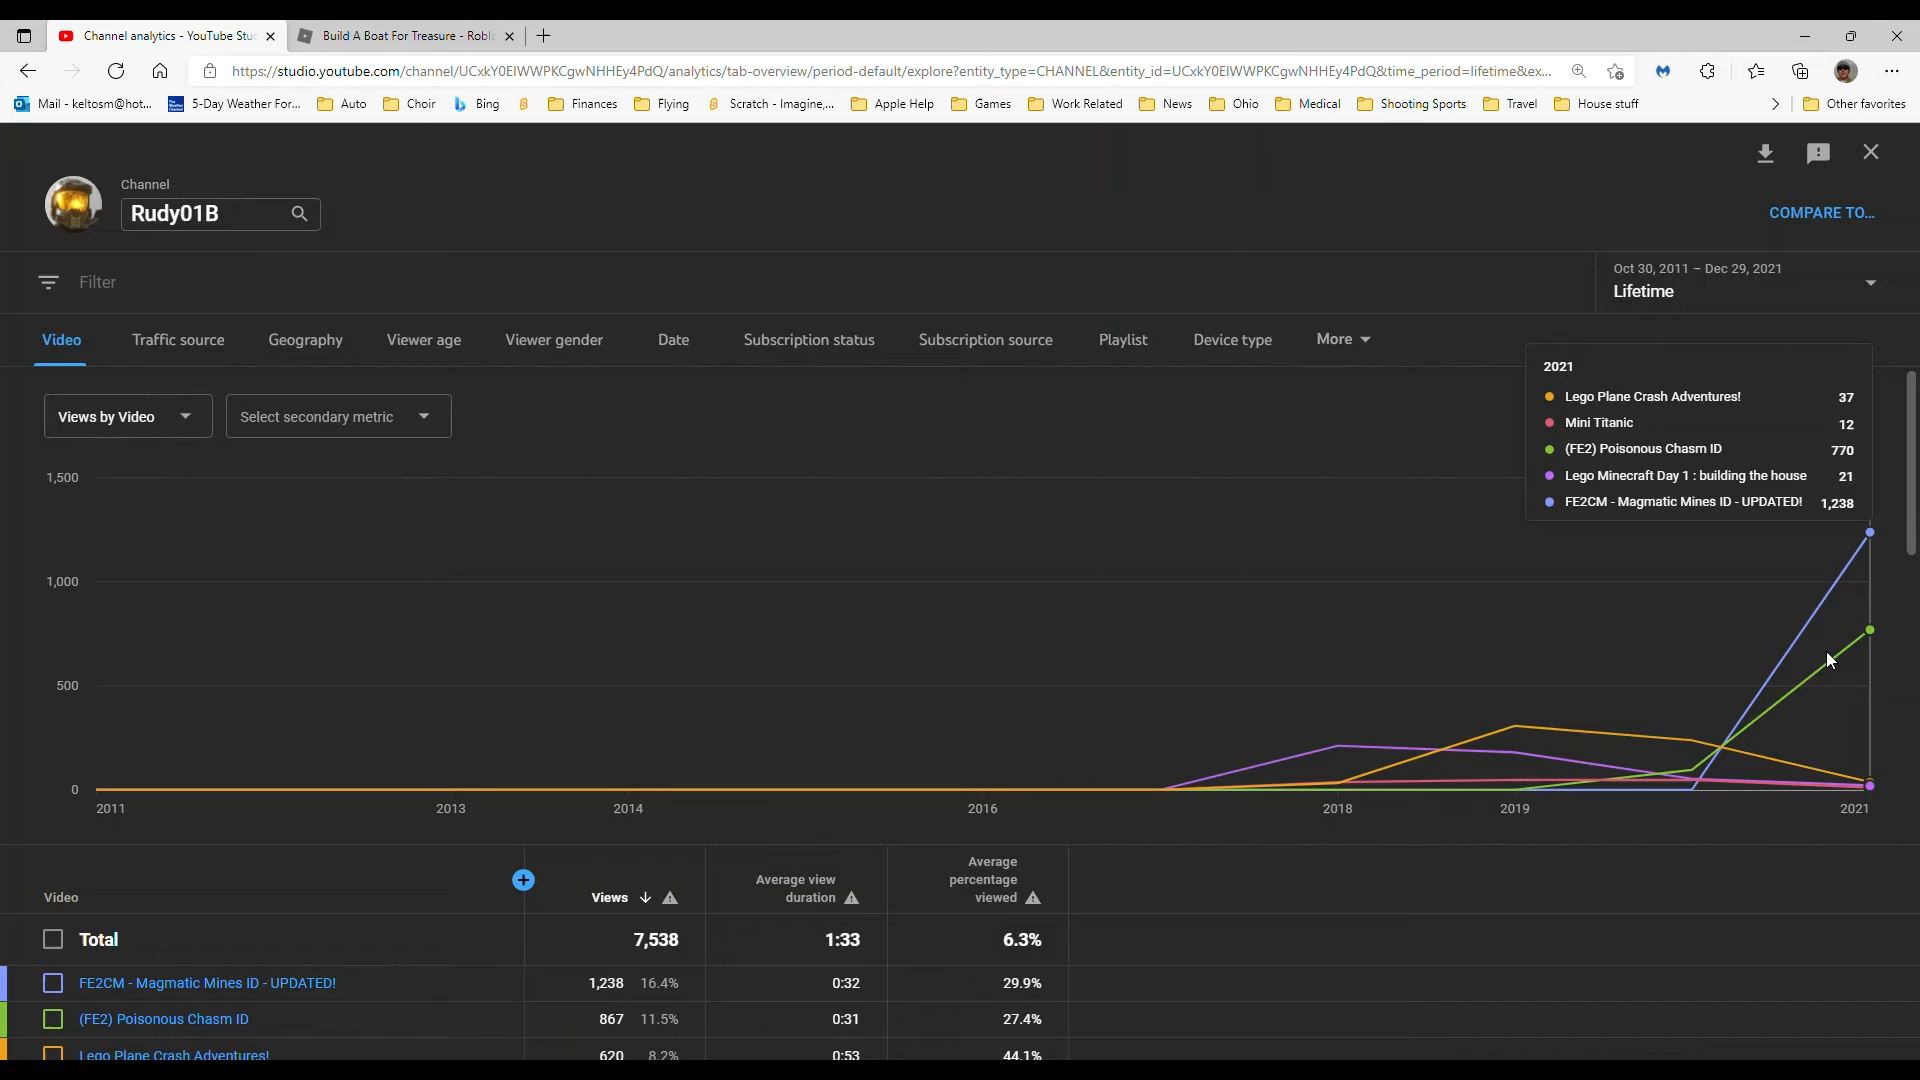 Channel analytics - YouTube Stu
Build A Boat For Treasure - Roblo
https://studio.youtube.com/channel/UCxkY0EIWWPKCgwNHHEy4PdQ/analytics/tab-overview/period-default/explore?entity_type=CHANNEL&entity_id=UCxkY0EIWWPKCgwNHHEy4PdQ&time_period=lifetime&ex...
Mail - keltosm@hot... 5-Day Weather For... Auto Choir Bing Finances Flying Scratch - Imagine,... Apple Help Games Work Related News Ohio Medical Shooting Sports Travel House stuff Other favorites
Channel
Rudy01B
COMPARE TO...
Filter
Oct 30, 2011 – Dec 29, 2021
Lifetime
Video Traffic source Geography Viewer age Viewer gender Date Subscription status Subscription source Playlist Device type More
2021
Lego Plane Crash Adventures! 37
Mini Titanic 12
(FE2) Poisonous Chasm ID 770
Lego Minecraft Day 1 : building the house 21
FE2CM - Magmatic Mines ID - UPDATED! 1,238
Views by Video Select secondary metric
1,500
1,000
500
0
2011 2013 2014 2016 2018 2019 2021
Video Views Average view duration Average percentage viewed
Total 7,538 1:33 6.3%
FE2CM - Magmatic Mines ID - UPDATED! 1,238 16.4% 0:32 29.9%
(FE2) Poisonous Chasm ID 867 11.5% 0:31 27.4%
Lego Plane Crash Adventures! 620 8.2% 0:53 44.1%